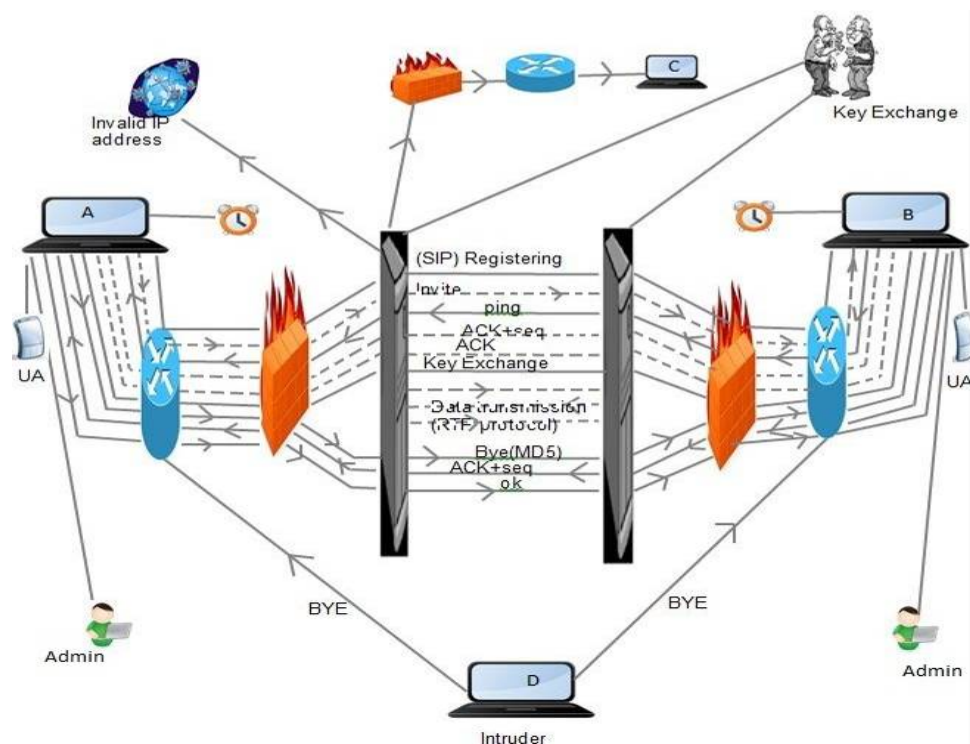 C
Invalid IP
address
Key Exchange
A
B
(SIP) Registering
Invite
ping
ACK+seq
ACK
Key Exchange
UA
UA
Data transmission
(RTP protocol)
Bye(MD5)
ACK+seq
ok
BYE
BYE
Admin
Admin
D
Intruder